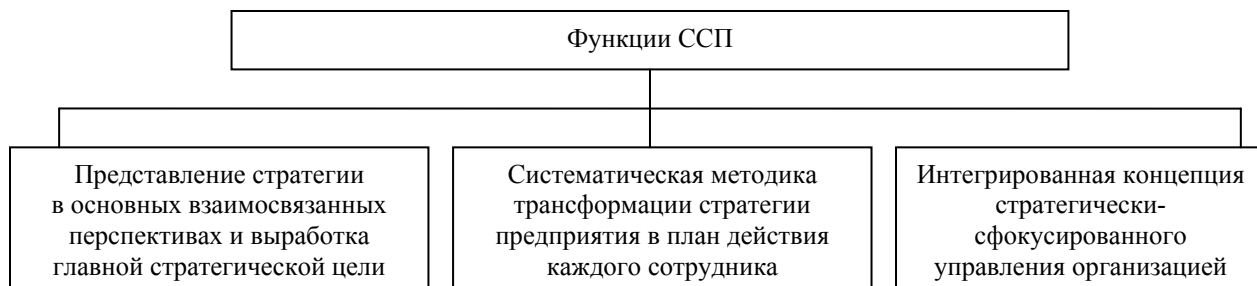 Функции ССП
Представление стратегии
в основных взаимосвязанных
перспективах и выработка
главной стратегической цели
Систематическая методика
трансформации стратегии
предприятия в план действия
каждого сотрудника
Интегрированная концепция
стратегически-
сфокусированного
управления организацией